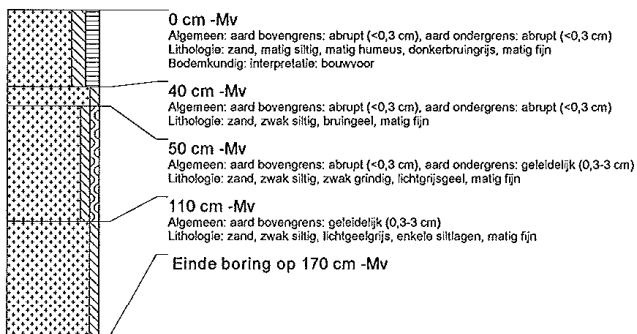 0 cm -Mv
Algemeen: aard bovengrens: abrupt (<0,3 cm), aard ondergrens: abrupt (<0,3 cm)
Lithologie: zand, matig siltig, matig humeus, donkerbruingrijs, matig fijn
Bodemkundig: interpretatie: bouwvoor
40 cm -Mv
Algemeen: aard bovengrens: abrupt (<0,3 cm), aard ondergrens: abrupt (<0,3 cm)
Lithologie: zand, zwak siltig, bruingeel, matig fijn
50 cm -Mv
Algemeen: aard bovengrens: abrupt (<0,3 cm), aard ondergrens: geleidelijk (0,3-3 cm)
Lithologie: zand, zwak siltig, zwak grindig, lichtgrijsgeel, matig fijn
110 cm -Mv
Algemeen: aard bovengrens: geleidelijk (0,3-3 cm)
Lithologie: zand, zwak siltig, lichtgeelgrijs, enkele siltlagen, matig fijn
Einde boring op 170 cm -Mv